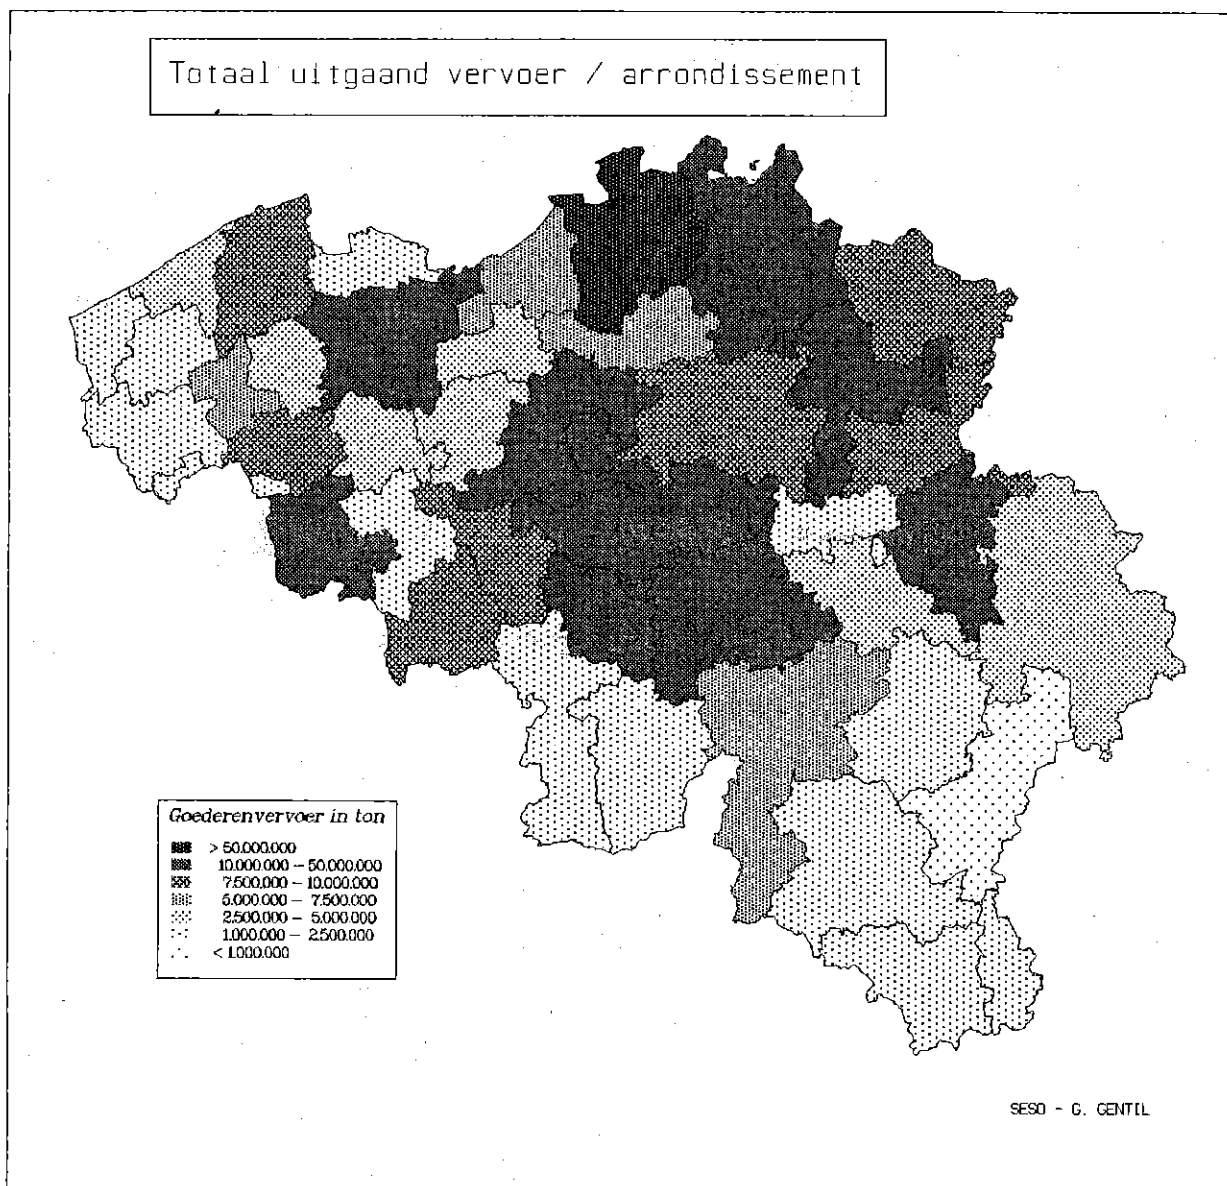 Totaal uitgaand vervoer / arrondissement
Goederenvervoer in ton
> 50.000.000
10.000.000 – 50.000.000
7.500.000 – 10.000.000
5.000.000 – 7.500.000
2.500.000 – 5.000.000
1.000.000 – 2.500.000
< 1.000.000
SESO - G. GENTIL